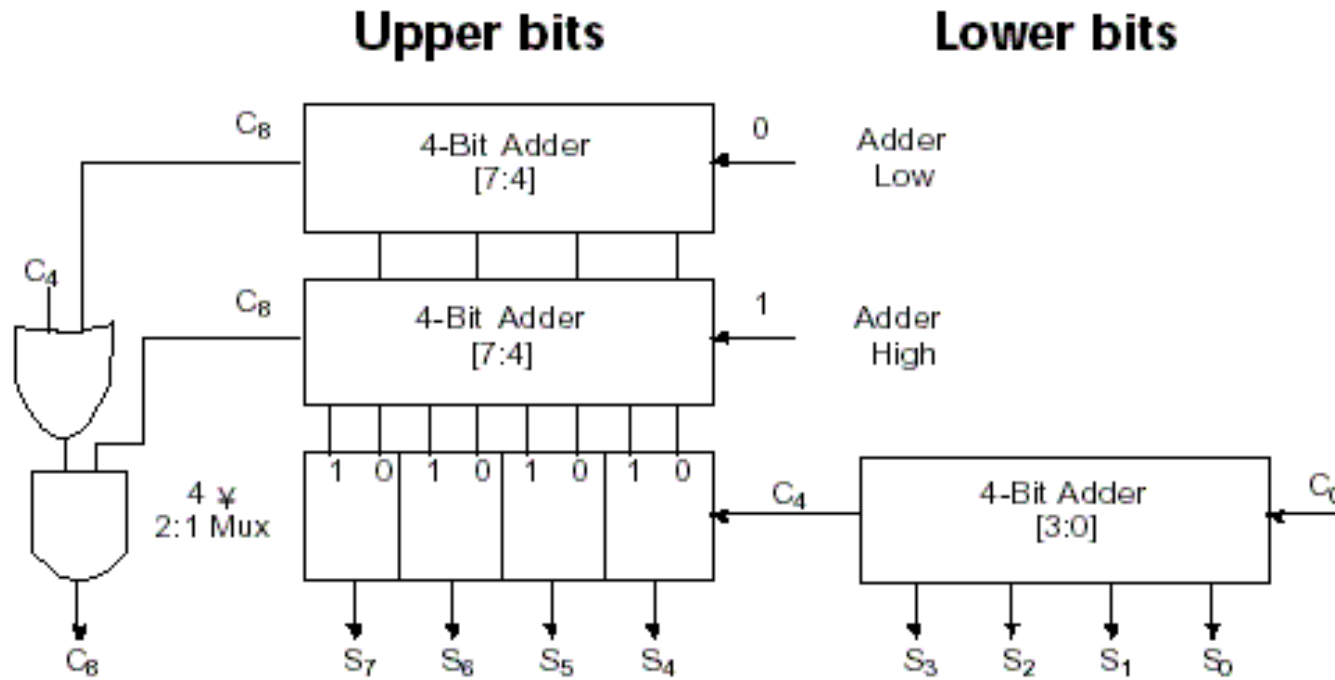 Upper bits
Lower bits
C8
4-Bit Adder
[7:4]
0
Adder
Low
C4
C8
4-Bit Adder
[7:4]
1
Adder
High
1 0 1 0 1 0 1 0
4 ¥
2:1 Mux
C4
4-Bit Adder
[3:0]
C0
C8
S7
S6
S5
S4
S3
S2
S1
S0